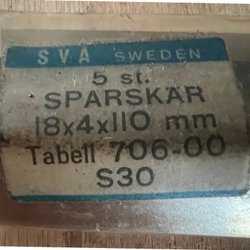 SVA SWEDEN
5 st.
SPARSKÄR
18x4x110 mm
Tabell 706-00
S30